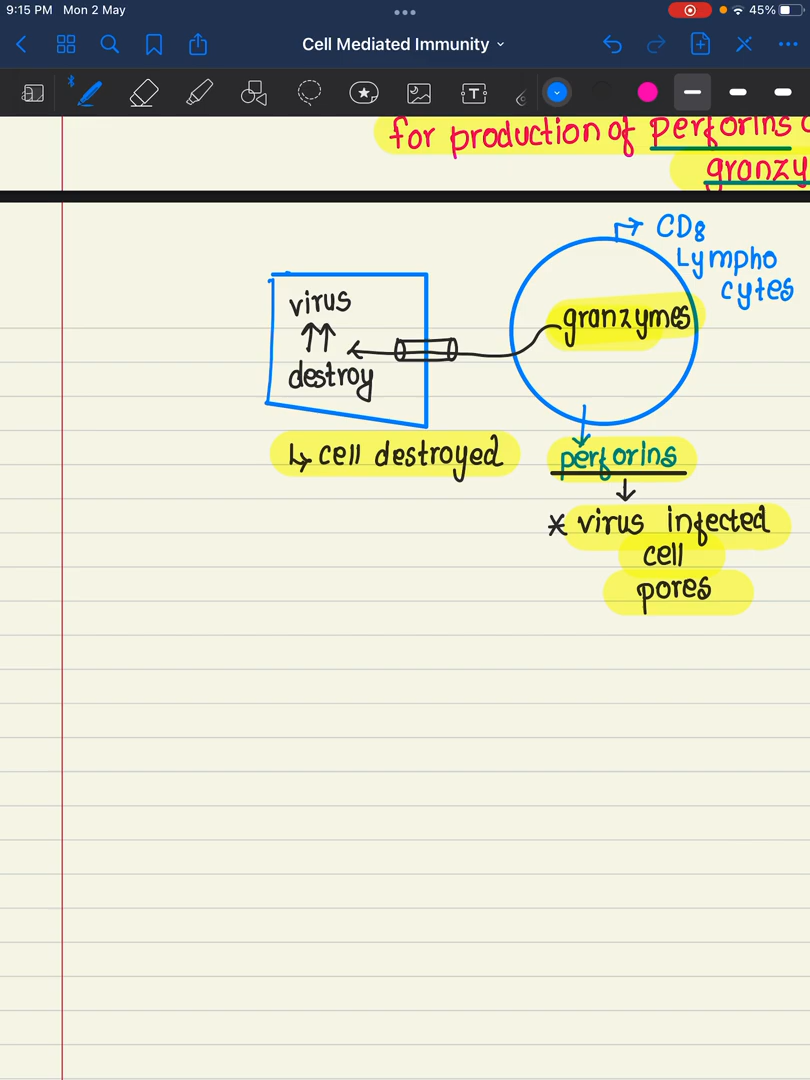 9:15 PM Mon 2 May
45%
Cell Mediated Immunity
for production of perforins
granzy
CD8
Lympho
cytes
virus
granzymes
destroy
↳ cell destroyed
perforins
* virus infected
cell
pores